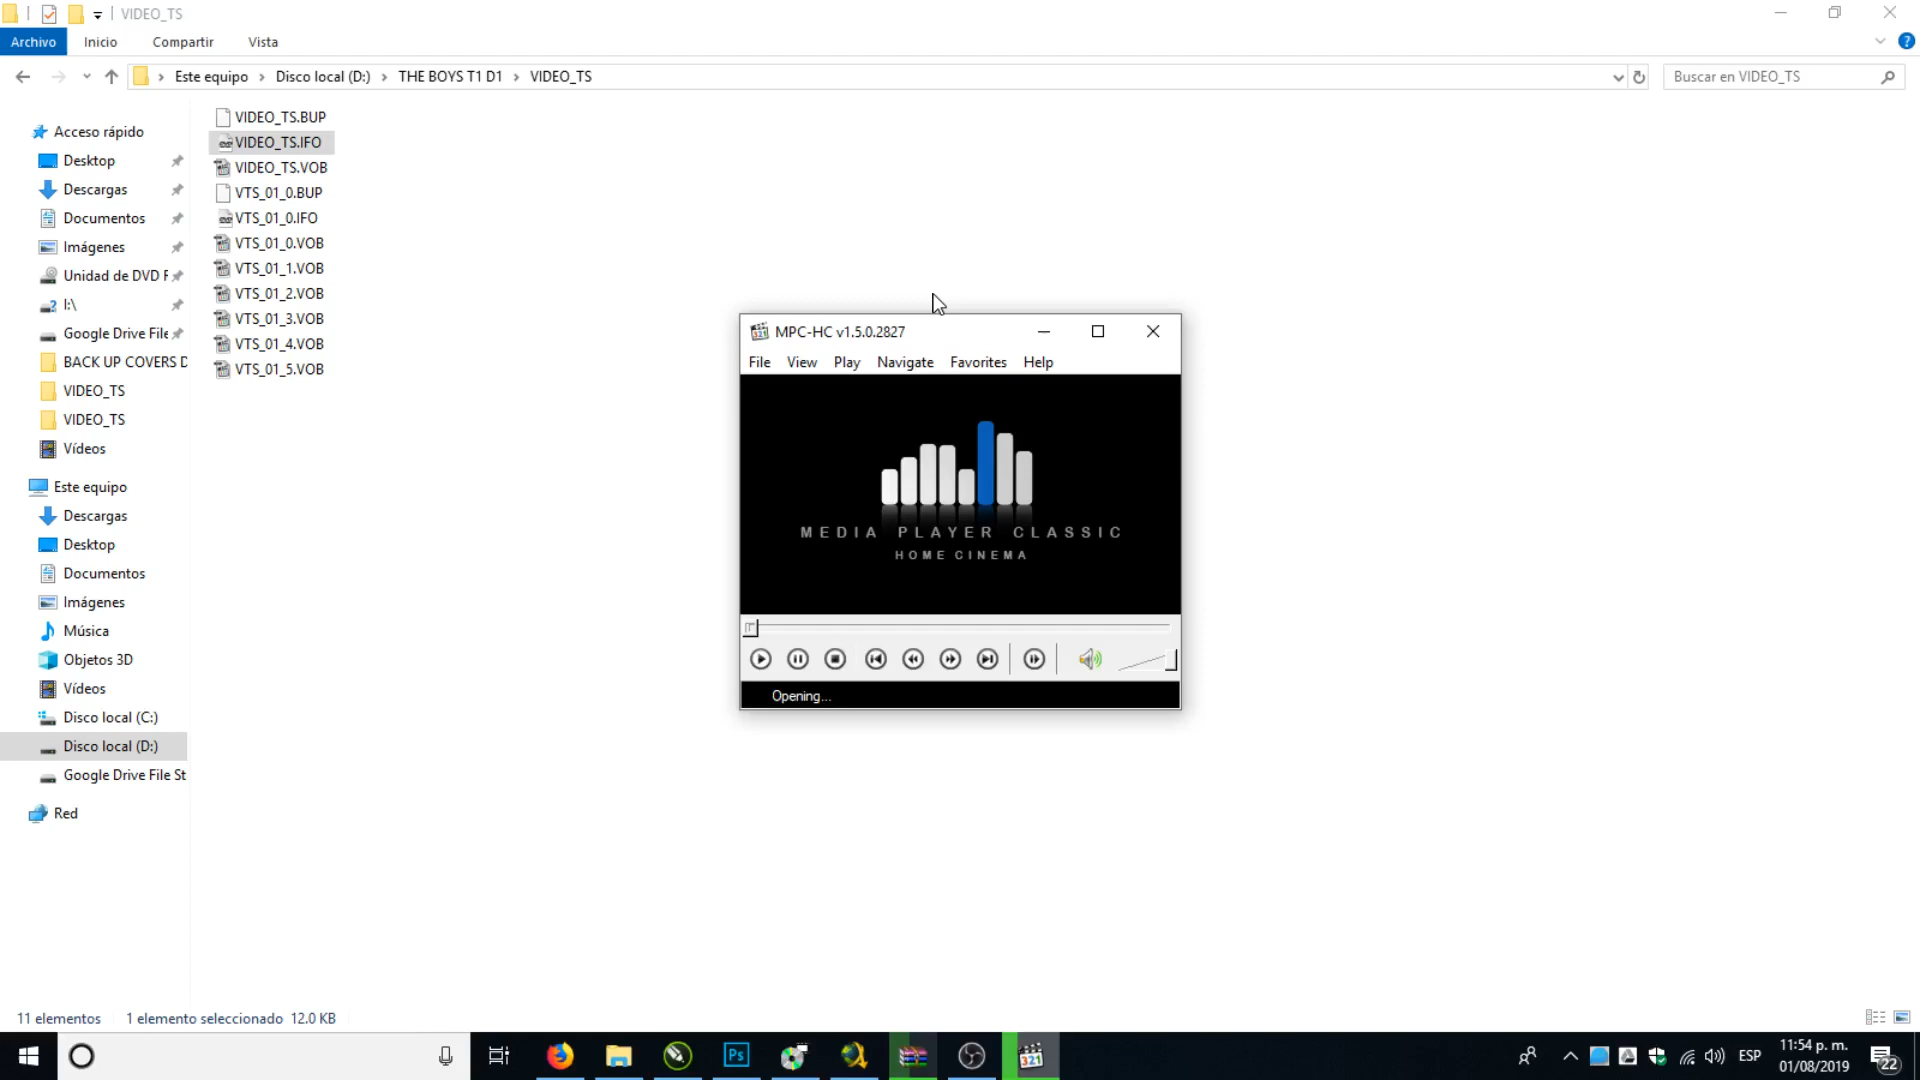 VIDEO_TS
Archivo Inicio Compartir Vista
Este equipo Disco local (D:) THE BOYS T1 D1 VIDEO_TS
Buscar en VIDEO_TS
Acceso rápido
Desktop
Descargas
Documentos
Imágenes
Unidad de DVD F
I:\
Google Drive File
BACK UP COVERS D
VIDEO_TS
VIDEO_TS
Vídeos
Este equipo
Descargas
Desktop
Documentos
Imágenes
Música
Objetos 3D
Vídeos
Disco local (C:)
Disco local (D:)
Google Drive File St
Red
VIDEO_TS.BUP
VIDEO_TS.IFO
VIDEO_TS.VOB
VTS_01_0.BUP
VTS_01_0.IFO
VTS_01_0.VOB
VTS_01_1.VOB
VTS_01_2.VOB
VTS_01_3.VOB
VTS_01_4.VOB
VTS_01_5.VOB
MPC-HC v1.5.0.2827
File View Play Navigate Favorites Help
MEDIA PLAYER CLASSIC
HOME CINEMA
Opening...
11 elementos 1 elemento seleccionado 12.0 KB
Ps
321
ESP
11:54 p. m.
01/08/2019
22